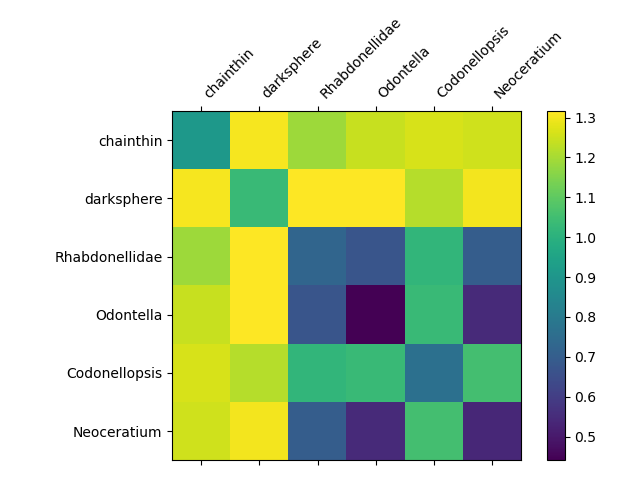 chainthin
darksphere
Rhabdonellidae
Odontella
Codonellopsis
Neoceratium
chainthin
darksphere
Rhabdonellidae
Odontella
Codonellopsis
Neoceratium
1.3
1.2
1.1
1.0
0.9
0.8
0.7
0.6
0.5